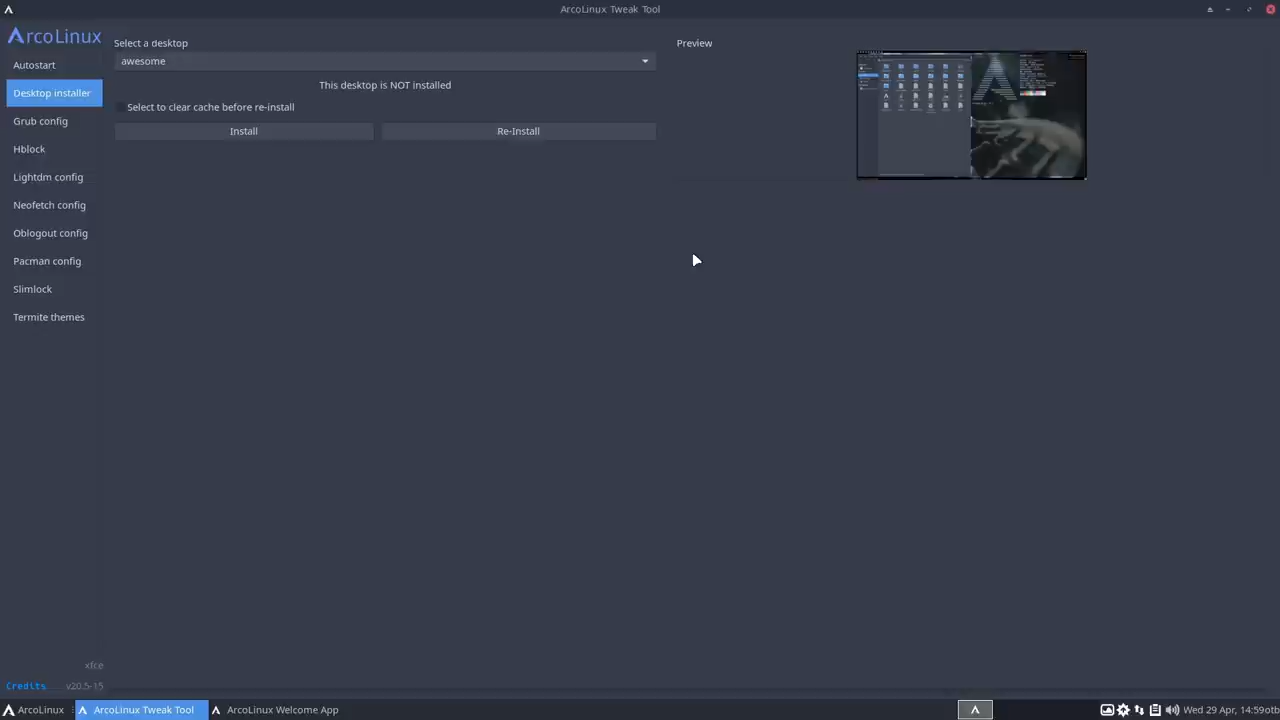 ArcoLinux Tweak Tool
ArcoLinux
Autostart
Desktop installer
Grub config
Hblock
Lightdm config
Neofetch config
Oblogout config
Pacman config
Slimlock
Termite themes
xfce
Credits v20.5-15
Select a desktop
awesome
This desktop is NOT installed
Select to clear cache before re-install
Install Re-Install
Preview
ArcoLinux ArcoLinux Tweak Tool ArcoLinux Welcome App Wed 29 Apr, 14:59